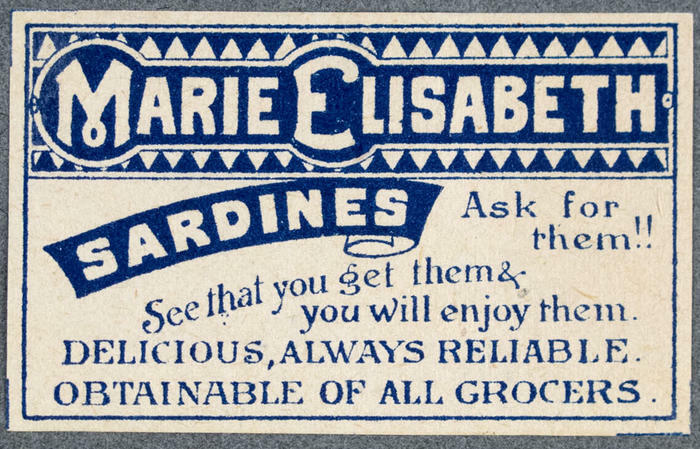 MARIE ELISABETH
SARDINES
Ask for
them!!
See that you get them &
you will enjoy them.
DELICIOUS, ALWAYS RELIABLE.
OBTAINABLE OF ALL GROCERS.